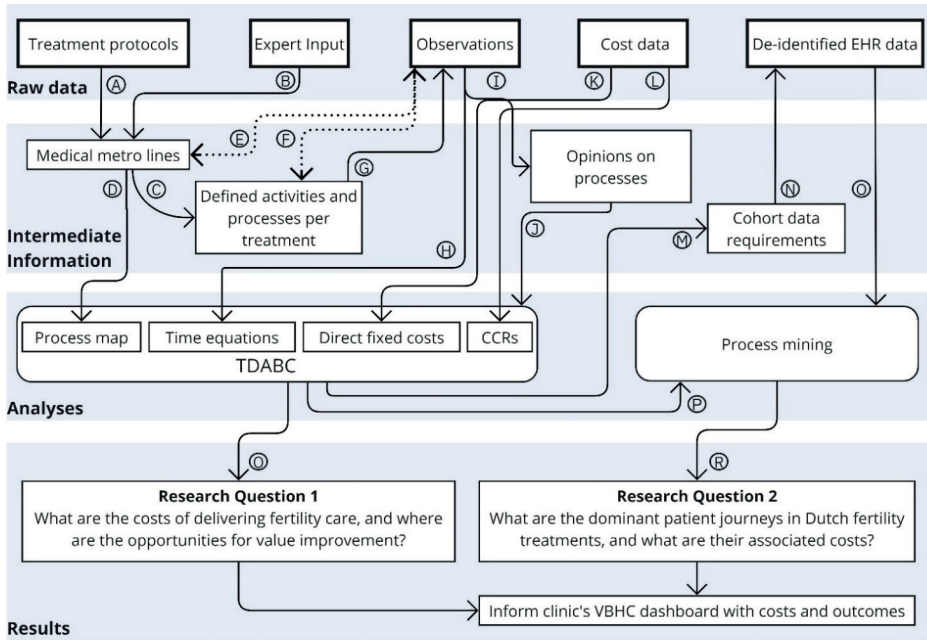 Treatment protocols
Expert Input
Observations
Cost data
De-identified EHR data
Ⓐ
Ⓑ
Ⓘ
Ⓚ
Ⓛ
Raw data
Ⓔ
Ⓕ
Medical metro lines
Ⓖ
Opinions on
processes
Ⓓ
Ⓒ
Ⓝ
Ⓞ
Defined activities and
processes per
treatment
Cohort data
requirements
Ⓙ
Ⓜ
Ⓗ
Intermediate
Information
Process map
Time equations
Direct fixed costs
CCRs
TDABC
Process mining
Ⓟ
Analyses
Ⓞ
Ⓡ
Research Question 1
What are the costs of delivering fertility care, and where
are the opportunities for value improvement?
Research Question 2
What are the dominant patient journeys in Dutch fertility
treatments, and what are their associated costs?
Inform clinic's VBHC dashboard with costs and outcomes
Results